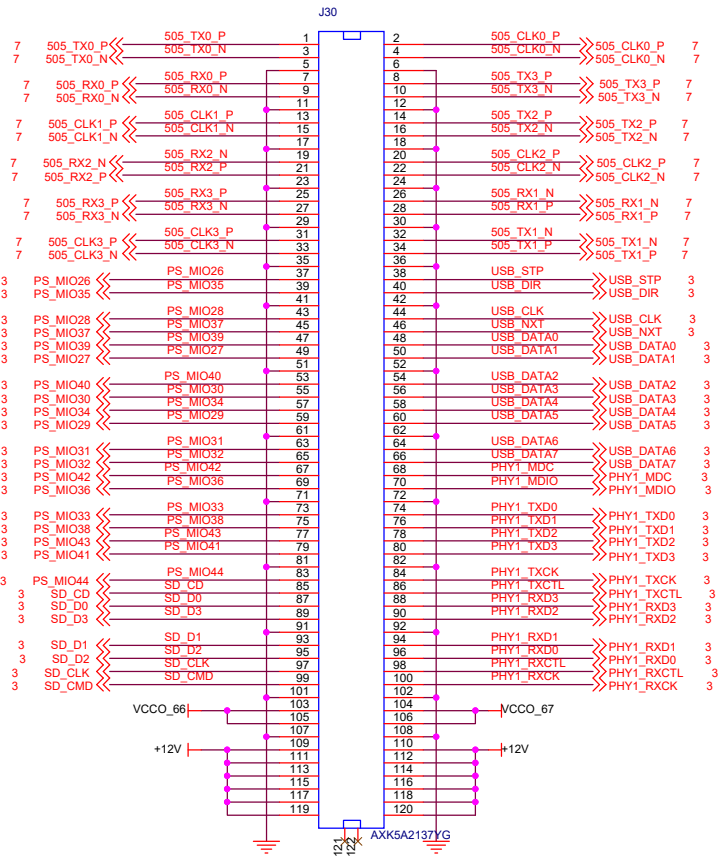 J30
505_TX0_P 1 2 505_CLK0_P
7 505_TX0_P 505_TX0_N 3 4 505_CLK0_N 505_CLK0_P 7
7 505_TX0_N 5 6 505_CLK0_N 7
505_RX0_P 7 8 505_TX3_P
7 505_RX0_P 505_RX0_N 9 10 505_TX3_N 505_TX3_P 7
7 505_RX0_N 11 12 505_TX3_N 7
505_CLK1_P 13 14 505_TX2_P
7 505_CLK1_P 505_CLK1_N 15 16 505_TX2_N 505_TX2_P 7
7 505_CLK1_N 17 18 505_TX2_N 7
505_RX2_N 19 20 505_CLK2_P
7 505_RX2_N 505_RX2_P 21 22 505_CLK2_N 505_CLK2_P 7
7 505_RX2_P 23 24 505_CLK2_N 7
505_RX3_P 25 26 505_RX1_N
7 505_RX3_P 505_RX3_N 27 28 505_RX1_P 505_RX1_N 7
7 505_RX3_N 29 30 505_RX1_P 7
505_CLK3_P 31 32 505_TX1_N
7 505_CLK3_P 505_CLK3_N 33 34 505_TX1_P 505_TX1_N 7
7 505_CLK3_N 35 36 505_TX1_P 7
3 PS_MIO26 PS_MIO26 37 38 USB_STP USB_STP 3
3 PS_MIO35 PS_MIO35 39 40 USB_DIR USB_DIR 3
41 42
3 PS_MIO28 PS_MIO28 43 44 USB_CLK USB_CLK 3
3 PS_MIO37 PS_MIO37 45 46 USB_NXT USB_NXT 3
3 PS_MIO39 PS_MIO39 47 48 USB_DATA0 USB_DATA0 3
3 PS_MIO27 PS_MIO27 49 50 USB_DATA1 USB_DATA1 3
51 52
3 PS_MIO40 PS_MIO40 53 54 USB_DATA2 USB_DATA2 3
3 PS_MIO30 PS_MIO30 55 56 USB_DATA3 USB_DATA3 3
3 PS_MIO34 PS_MIO34 57 58 USB_DATA4 USB_DATA4 3
3 PS_MIO29 PS_MIO29 59 60 USB_DATA5 USB_DATA5 3
61 62
3 PS_MIO31 PS_MIO31 63 64 USB_DATA6 USB_DATA6 3
3 PS_MIO32 PS_MIO32 65 66 USB_DATA7 USB_DATA7 3
3 PS_MIO42 PS_MIO42 67 68 PHY1_MDC PHY1_MDC 3
3 PS_MIO36 PS_MIO36 69 70 PHY1_MDIO PHY1_MDIO 3
71 72
3 PS_MIO33 PS_MIO33 73 74 PHY1_TXD0 PHY1_TXD0 3
3 PS_MIO38 PS_MIO38 75 76 PHY1_TXD1 PHY1_TXD1 3
3 PS_MIO43 PS_MIO43 77 78 PHY1_TXD2 PHY1_TXD2 3
3 PS_MIO41 PS_MIO41 79 80 PHY1_TXD3 PHY1_TXD3 3
81 82
3 PS_MIO44 PS_MIO44 83 84 PHY1_TXCK PHY1_TXCK 3
3 SD_CD SD_CD 85 86 PHY1_TXCTL PHY1_TXCTL 3
3 SD_D0 SD_D0 87 88 PHY1_RXD3 PHY1_RXD3 3
3 SD_D3 SD_D3 89 90 PHY1_RXD2 PHY1_RXD2 3
91 92
3 SD_D1 SD_D1 93 94 PHY1_RXD1 PHY1_RXD1 3
3 SD_D2 SD_D2 95 96 PHY1_RXD0 PHY1_RXD0 3
3 SD_CLK SD_CLK 97 98 PHY1_RXCTL PHY1_RXCTL 3
3 SD_CMD SD_CMD 99 100 PHY1_RXCK PHY1_RXCK 3
101 102
VCCO_66 103 104 VCCO_67
105 106
107 108
+12V 109 110 +12V
111 112
113 114
115 116
117 118
119 120
121 122 AXK5A2137YG